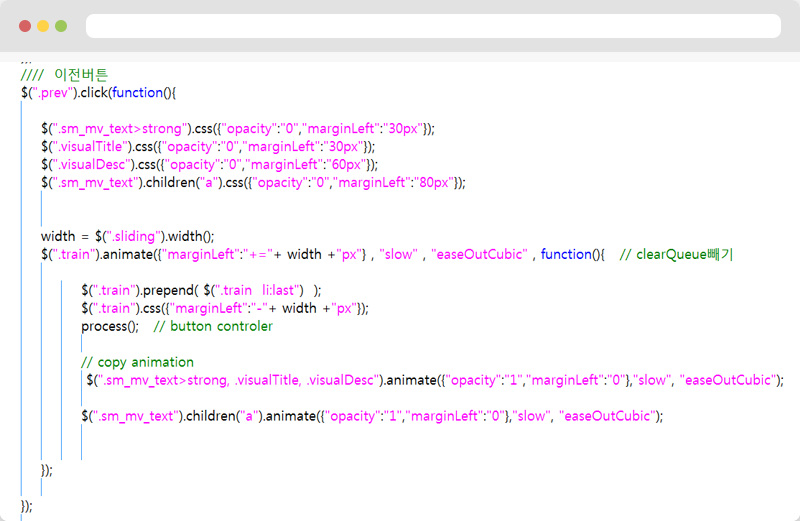 });
////  이전버튼
$(".prev").click(function(){
$(".sm_mv_text>strong").css({"opacity":"0","marginLeft":"30px"});
$(".visualTitle").css({"opacity":"0","marginLeft":"30px"});
$(".visualDesc").css({"opacity":"0","marginLeft":"60px"});
$(".sm_mv_text").children("a").css({"opacity":"0","marginLeft":"80px"});
width = $(".sliding").width();
$(".train").animate({"marginLeft":"+="+ width +"px"} , "slow" , "easeOutCubic" , function(){   // clearQueue빼기
$(".train").prepend( $(".train  li:last")  );
$(".train").css({"marginLeft":"-"+ width +"px"});
process();   // button controler
// copy animation
$(".sm_mv_text>strong, .visualTitle, .visualDesc").animate({"opacity":"1","marginLeft":"0"},"slow", "easeOutCubic");
$(".sm_mv_text").children("a").animate({"opacity":"1","marginLeft":"0"},"slow", "easeOutCubic");
});
});